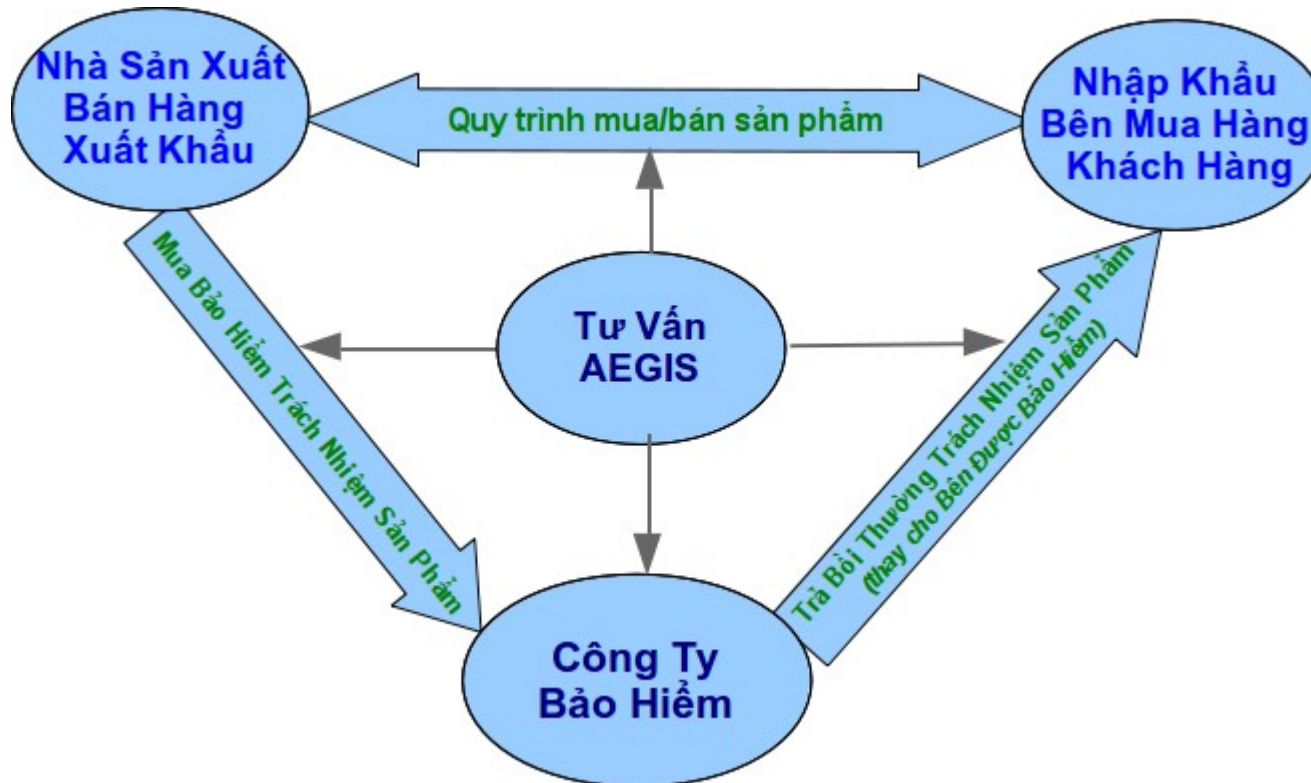 Nhà Sản Xuất
Bán Hàng
Xuất Khẩu
Quy trình mua/bán sản phẩm
Nhập Khẩu
Bên Mua Hàng
Khách Hàng
Mua Bảo Hiểm Trách Nhiệm Sản Phẩm
Tư Vấn
AEGIS
Trả Bồi Thường Trách Nhiệm Sản Phẩm
(thay cho Bên Được Bảo Hiểm)
Công Ty
Bảo Hiểm